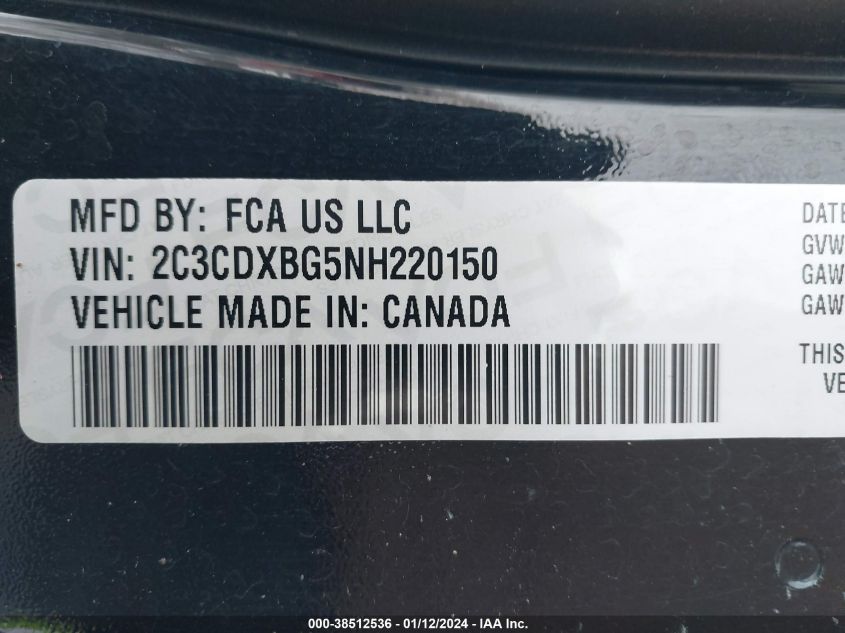 MFD BY: FCA US LLC
VIN: 2C3CDXBG5NH220150
VEHICLE MADE IN: CANADA
DATE
GVW
GAW
GAW
THIS
VE
000-38512536 - 01/12/2024 - IAA Inc.